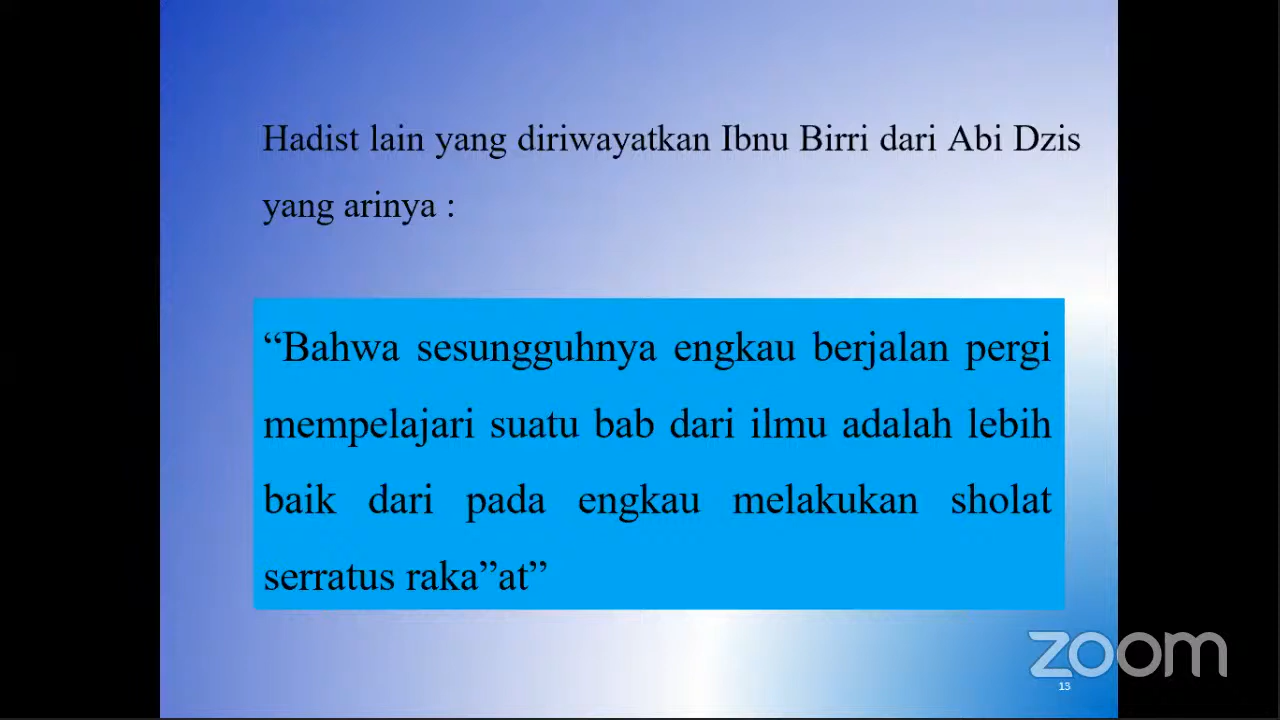 Hadist lain yang diriwayatkan Ibnu Birri dari Abi Dzis
yang arinya :
“Bahwa sesungguhnya engkau berjalan pergi
mempelajari suatu bab dari ilmu adalah lebih
baik dari pada engkau melakukan sholat
serratus raka”at”
zoom
13